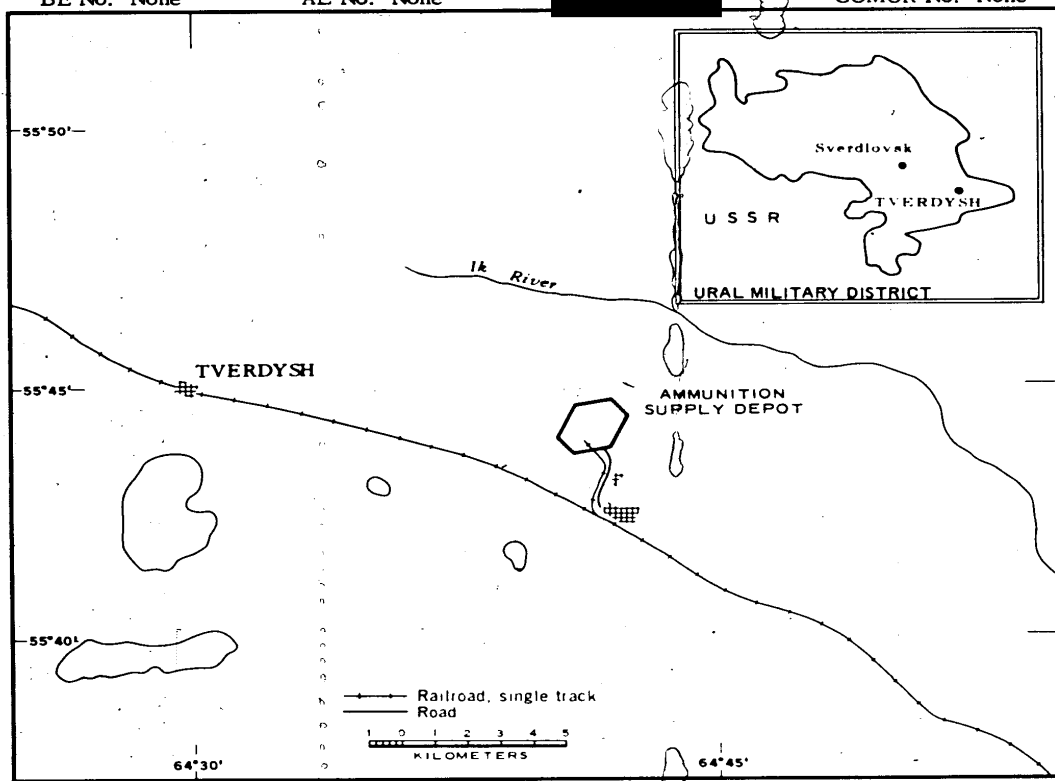 BE No. None AL No. None COMOR No. None
55°50'
Sverdlovsk
TVERDYSH
USSR
URAL MILITARY DISTRICT
Ik River
TVERDYSH
55°45'
AMMUNITION
SUPPLY DEPOT
55°40'
Railroad, single track
Road
1 0 1 2 3 4 5
KILOMETERS
64°30' 64°45'